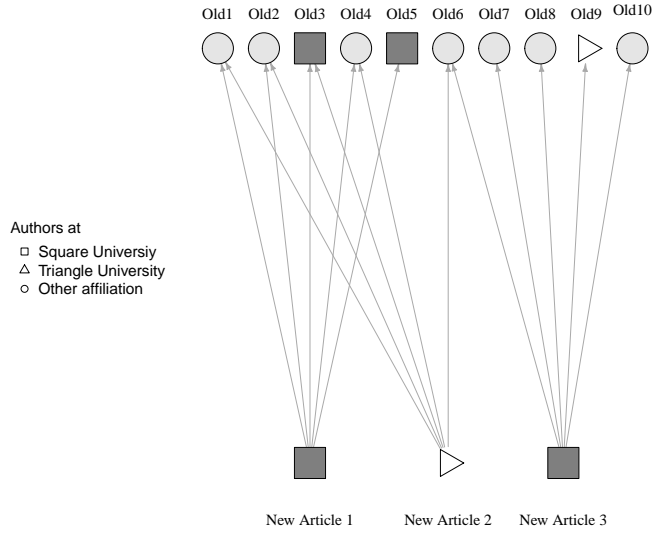 Old1 Old2 Old3 Old4 Old5 Old6 Old7 Old8 Old9 Old10
Authors at
Square Universiy
Triangle University
Other affiliation
New Article 1 New Article 2 New Article 3